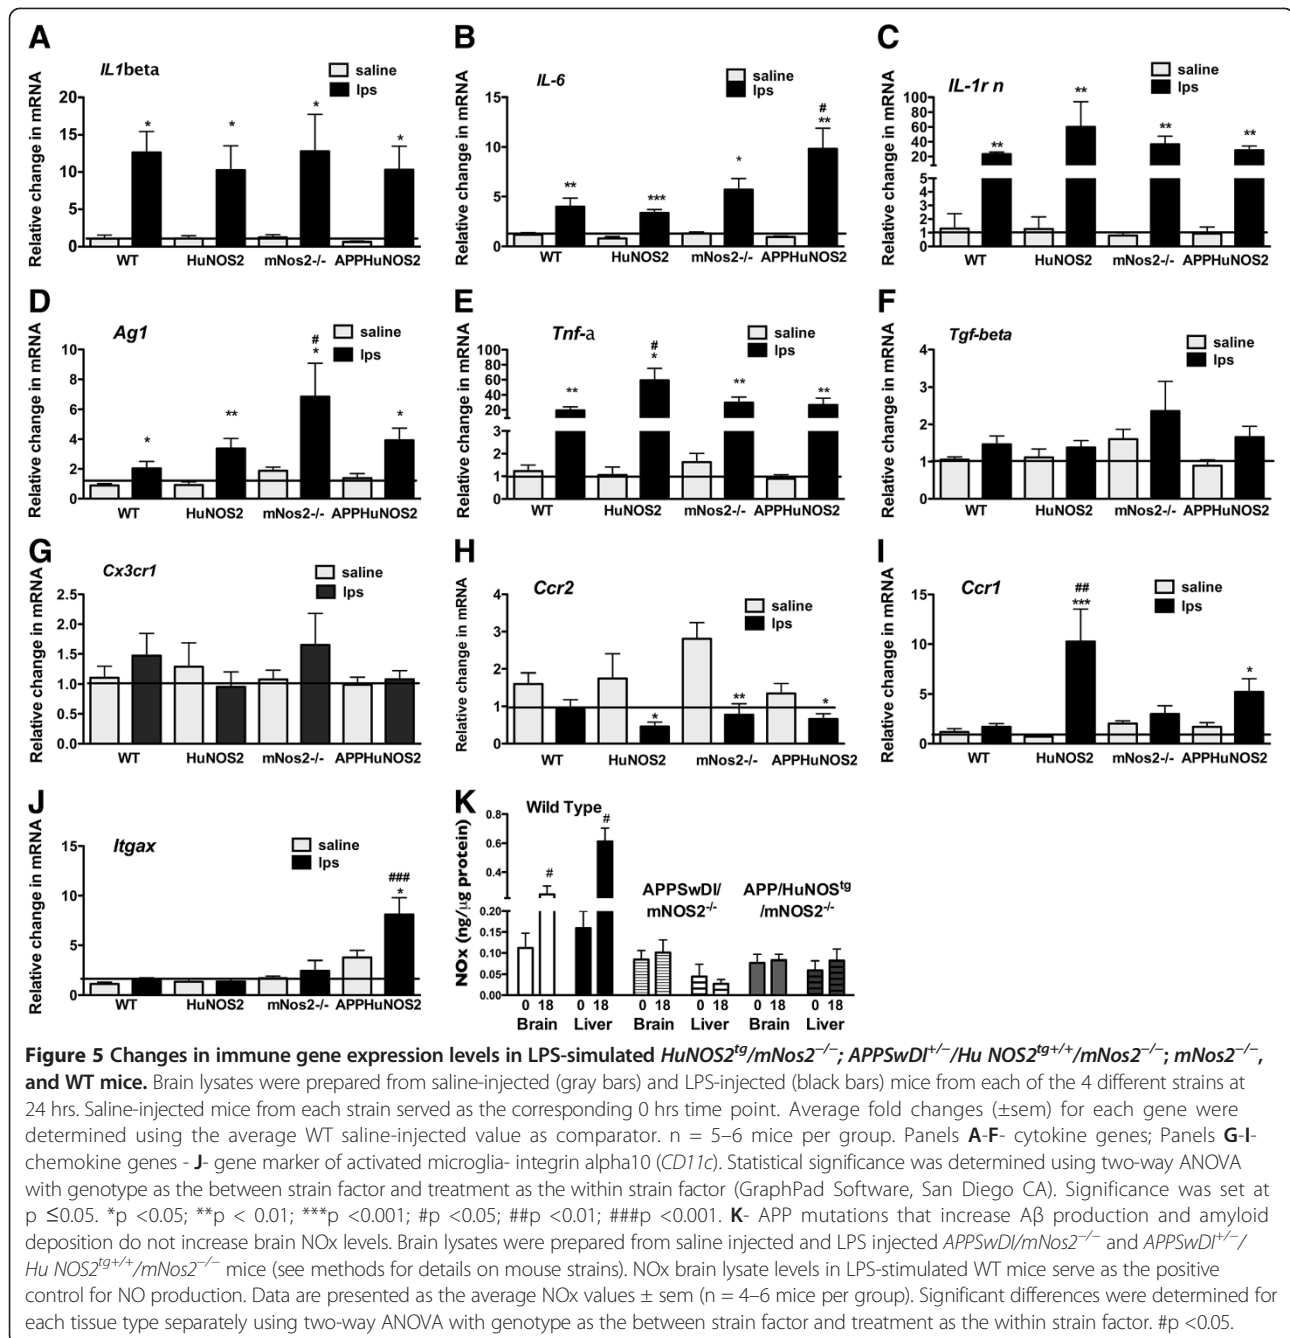 A
IL1beta
saline
lps
Relative change in mRNA
20
15
10
5
0
*
*
*
*
WT
HuNOS2
mNos2-/-
APPHuNOS2
B
IL-6
saline
lps
Relative change in mRNA
15
10
5
0
**
***
*
#
**
WT
HuNOS2
mNos2-/-
APPHuNOS2
C
IL-1r n
saline
lps
Relative change in mRNA
100
80
60
40
20
5
4
3
2
1
0
**
**
**
**
WT
HuNOS2
mNos2-/-
APPHuNOS2
D
Ag1
saline
lps
Relative change in mRNA
10
8
6
4
2
0
*
**
#
*
*
WT
HuNOS2
mNos2-/-
APPHuNOS2
E
Tnf-a
saline
lps
Relative change in mRNA
100
80
60
40
20
3
2
1
0
**
#
*
**
**
WT
HuNOS2
mNos2-/-
APPHuNOS2
F
Tgf-beta
saline
lps
Relative change in mRNA
4
3
2
1
0
WT
HuNOS2
mNos2-/-
APPHuNOS2
G
Cx3cr1
saline
lps
Relative change in mRNA
2.5
2.0
1.5
1.0
0.5
0.0
WT
HuNOS2
mNos2-/-
APPHuNOS2
H
Ccr2
saline
lps
Relative change in mRNA
4
3
2
1
0
*
**
*
WT
HuNOS2
mNos2-/-
APPHuNOS2
I
Ccr1
saline
lps
Relative change in mRNA
15
10
5
0
##
***
*
WT
HuNOS2
mNos2-/-
APPHuNOS2
J
Itgax
saline
lps
Relative change in mRNA
15
10
5
0
###
*
WT
HuNOS2
mNos2-/-
APPHuNOS2
K
Wild Type
NOx (ng/µg protein)
0.8
0.6
0.4
0.20
0.15
0.10
0.05
0.00
#
#
APPSwDI/
mNOS2-/-
APP/HuNOStg
/mNOS2-/-
0 18 0 18 0 18 0 18 0 18 0 18
Brain Liver Brain Liver Brain Liver
Figure 5 Changes in immune gene expression levels in LPS-simulated HuNOS2tg/mNos2−/−; APPSwDI+/−/Hu NOS2tg+/+/mNos2−/−; mNos2−/−,
and WT mice. Brain lysates were prepared from saline-injected (gray bars) and LPS-injected (black bars) mice from each of the 4 different strains at
24 hrs. Saline-injected mice from each strain served as the corresponding 0 hrs time point. Average fold changes (±sem) for each gene were
determined using the average WT saline-injected value as comparator. n = 5–6 mice per group. Panels A-F- cytokine genes; Panels G-I-
chemokine genes - J- gene marker of activated microglia- integrin alpha10 (CD11c). Statistical significance was determined using two-way ANOVA
with genotype as the between strain factor and treatment as the within strain factor (GraphPad Software, San Diego CA). Significance was set at
p ≤0.05. *p <0.05; **p < 0.01; ***p <0.001; #p <0.05; ##p <0.01; ###p <0.001. K- APP mutations that increase Aβ production and amyloid
deposition do not increase brain NOx levels. Brain lysates were prepared from saline injected and LPS injected APPSwDI/mNos2−/− and APPSwDI+/−/
Hu NOS2tg+/+/mNos2−/− mice (see methods for details on mouse strains). NOx brain lysate levels in LPS-stimulated WT mice serve as the positive
control for NO production. Data are presented as the average NOx values ± sem (n = 4–6 mice per group). Significant differences were determined for
each tissue type separately using two-way ANOVA with genotype as the between strain factor and treatment as the within strain factor. #p <0.05.